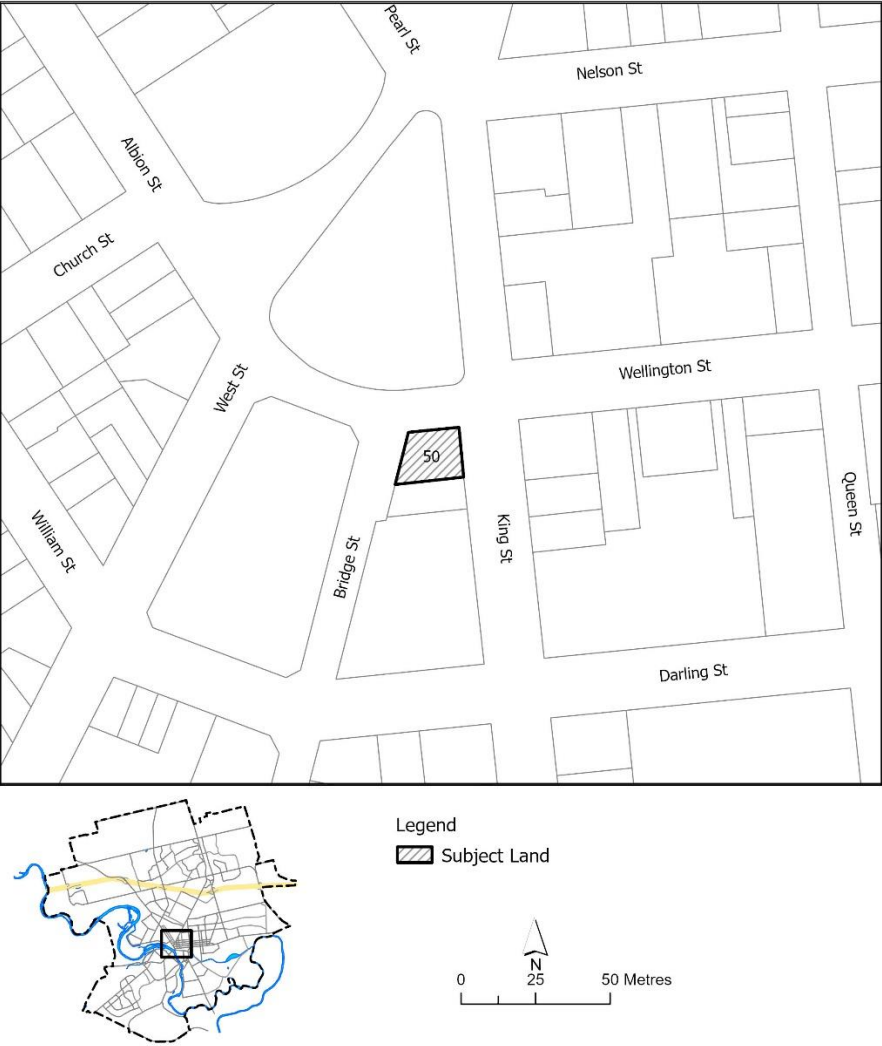 Pearl St
Nelson St
Albion St
Church St
West St
Wellington St
50
William St
Bridge St
King St
Queen St
Darling St
Legend
Subject Land
N
0 25 50 Metres